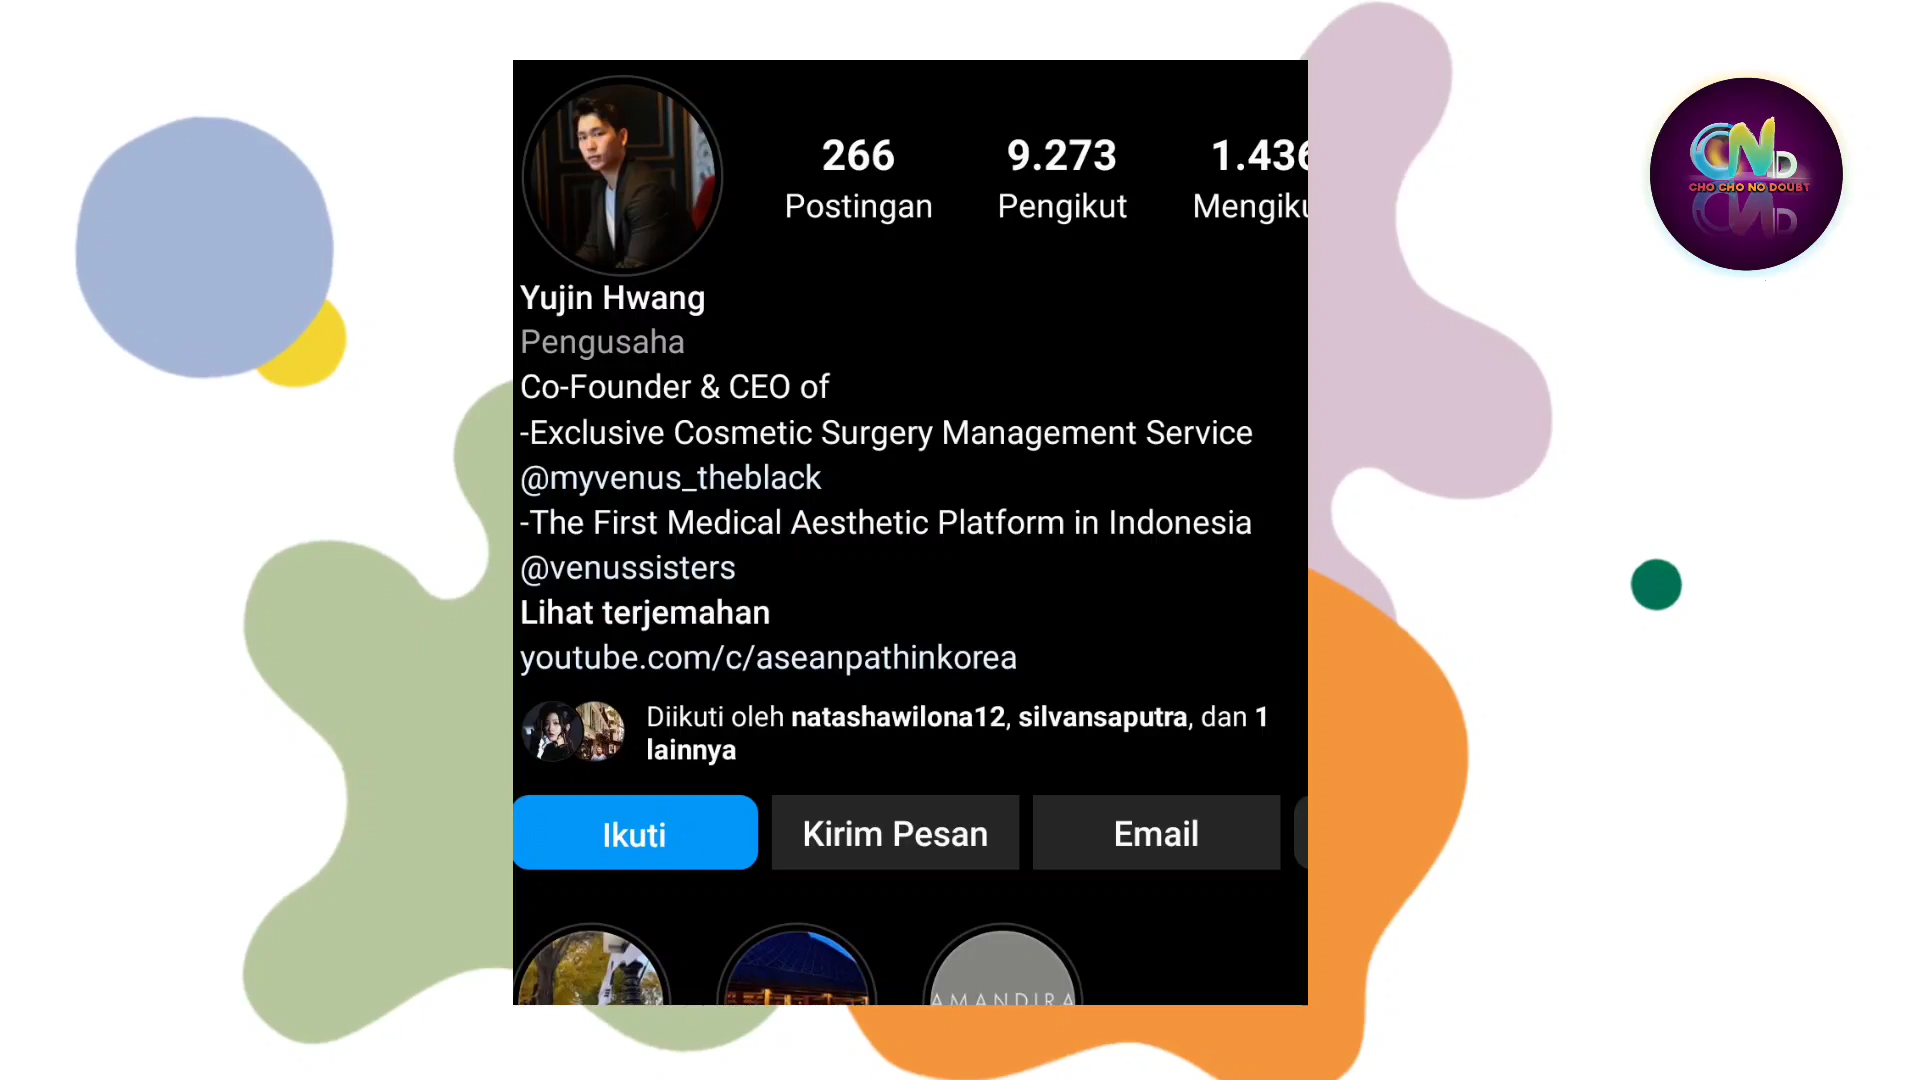 CND
CHO CHO NO DOUBT
266
9.273
Postingan
Pengikut
Yujin Hwang
Pengusaha
Co-Founder & CEO of
-Exclusive Cosmetic Surgery Management Service
@myvenus_theblack
-The First Medical Aesthetic Platform in Indonesia
@venussisters
Lihat terjemahan
youtube.com/c/aseanpathinkorea
Diikuti oleh natashawilona12, silvansaputra, dan 1
lainnya
Ikuti
Kirim Pesan
Email
AMANDIRA